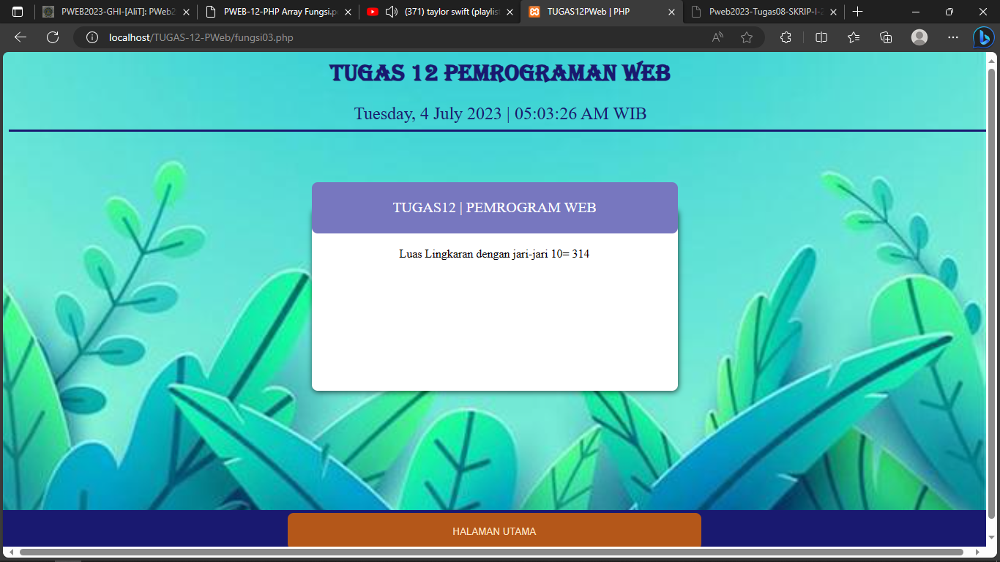 PWEB2023-GHI-[AliT]: PWeb2
PWEB-12-PHP Array Fungsi.p
(371) taylor swift (playlis
TUGAS12PWeb | PHP
Pweb2023-Tugas08-SKRIP-I-2
localhost/TUGAS-12-PWeb/fungsi03.php
TUGAS 12 PEMROGRAMAN WEB
Tuesday, 4 July 2023 | 05:03:26 AM WIB
TUGAS12 | PEMROGRAM WEB
Luas Lingkaran dengan jari-jari 10= 314
HALAMAN UTAMA